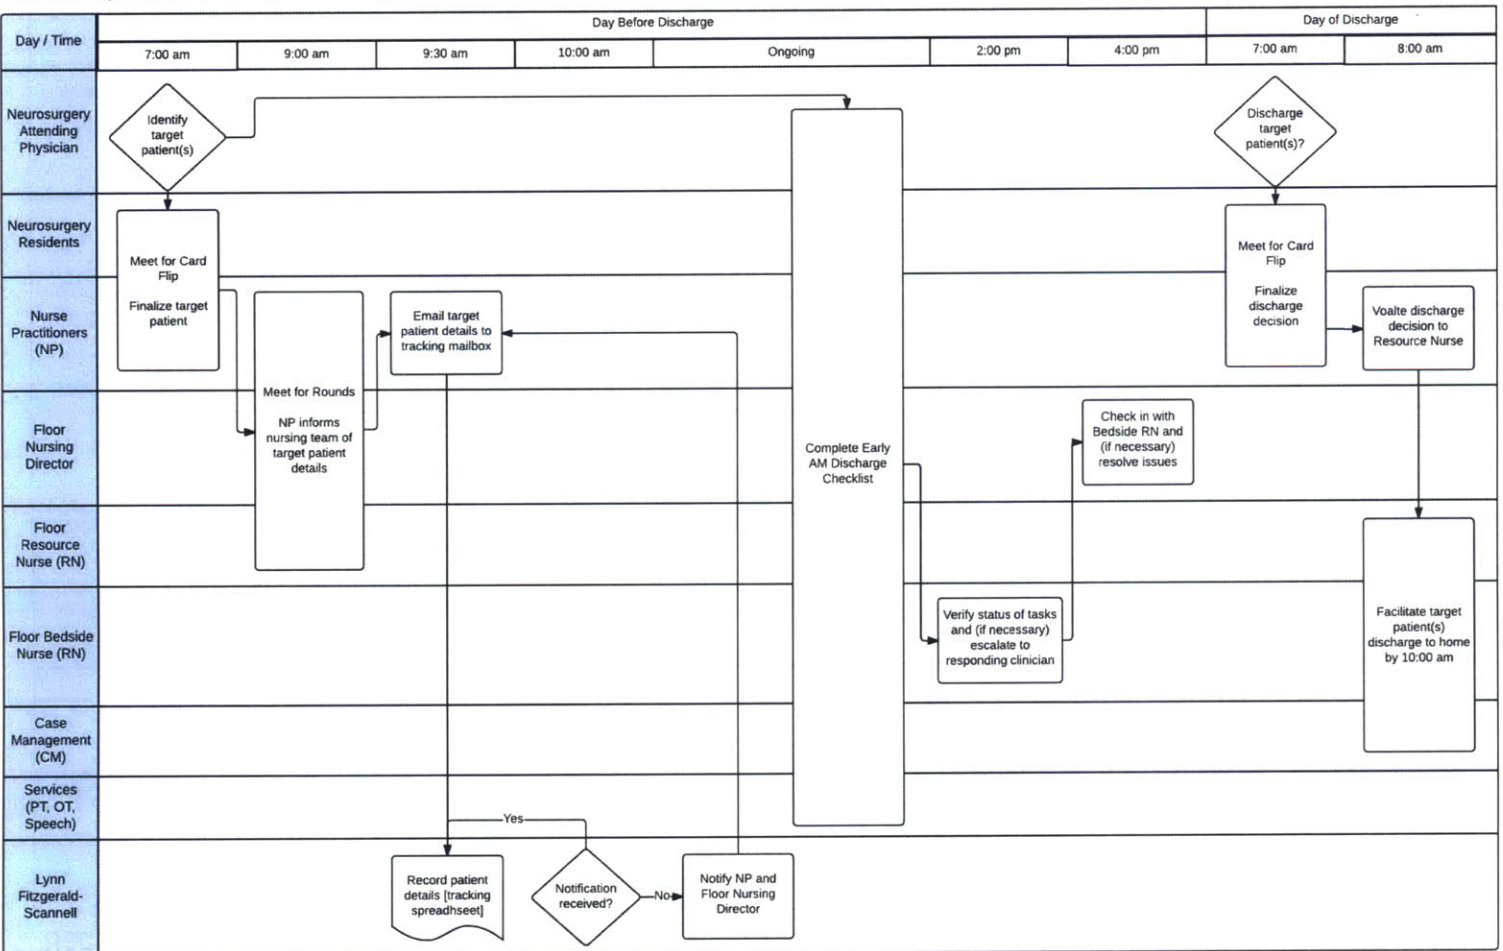 Day / Time
Day Before Discharge
Day of Discharge
7:00 am
9:00 am
9:30 am
10:00 am
Ongoing
2:00 pm
4:00 pm
7:00 am
8:00 am
Neurosurgery
Attending
Physician
Identify
target
patient(s)
Discharge
target
patient(s)?
Neurosurgery
Residents
Meet for Card
Flip
Finalize target
patient
Meet for Card
Flip
Finalize
discharge
decision
Nurse
Practitioners
(NP)
Email target
patient details to
tracking mailbox
Voalte discharge
decision to
Resource Nurse
Meet for Rounds
NP informs
nursing team of
target patient
details
Floor
Nursing
Director
Complete Early
AM Discharge
Checklist
Check in with
Bedside RN and
(if necessary)
resolve issues
Floor
Resource
Nurse (RN)
Floor Bedside
Nurse (RN)
Verify status of tasks
and (if necessary)
escalate to
responding clinician
Facilitate target
patient(s)
discharge to home
by 10:00 am
Case
Management
(CM)
Services
(PT, OT,
Speech)
Yes
Lynn
Fitzgerald-
Scannell
Record patient
details [tracking
spreadhseet]
Notification
received?
No
Notify NP and
Floor Nursing
Director